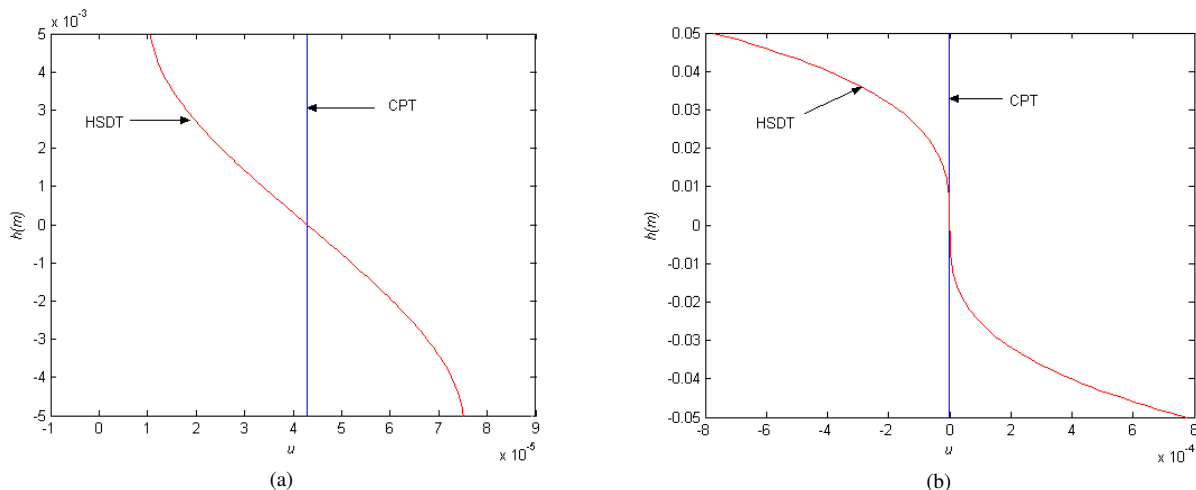 x 10⁻³
5
4
3
2
1
0
-1
-2
-3
-4
-5
h(m)
HSDT
CPT
-1 0 1 2 3 4 5 6 7 8 9
u
x 10⁻⁵
(a)
0.05
0.04
0.03
0.02
0.01
0
-0.01
-0.02
-0.03
-0.04
-0.05
h(m)
HSDT
CPT
-8 -6 -4 -2 0 2 4 6 8
u
x 10⁻⁴
(b)